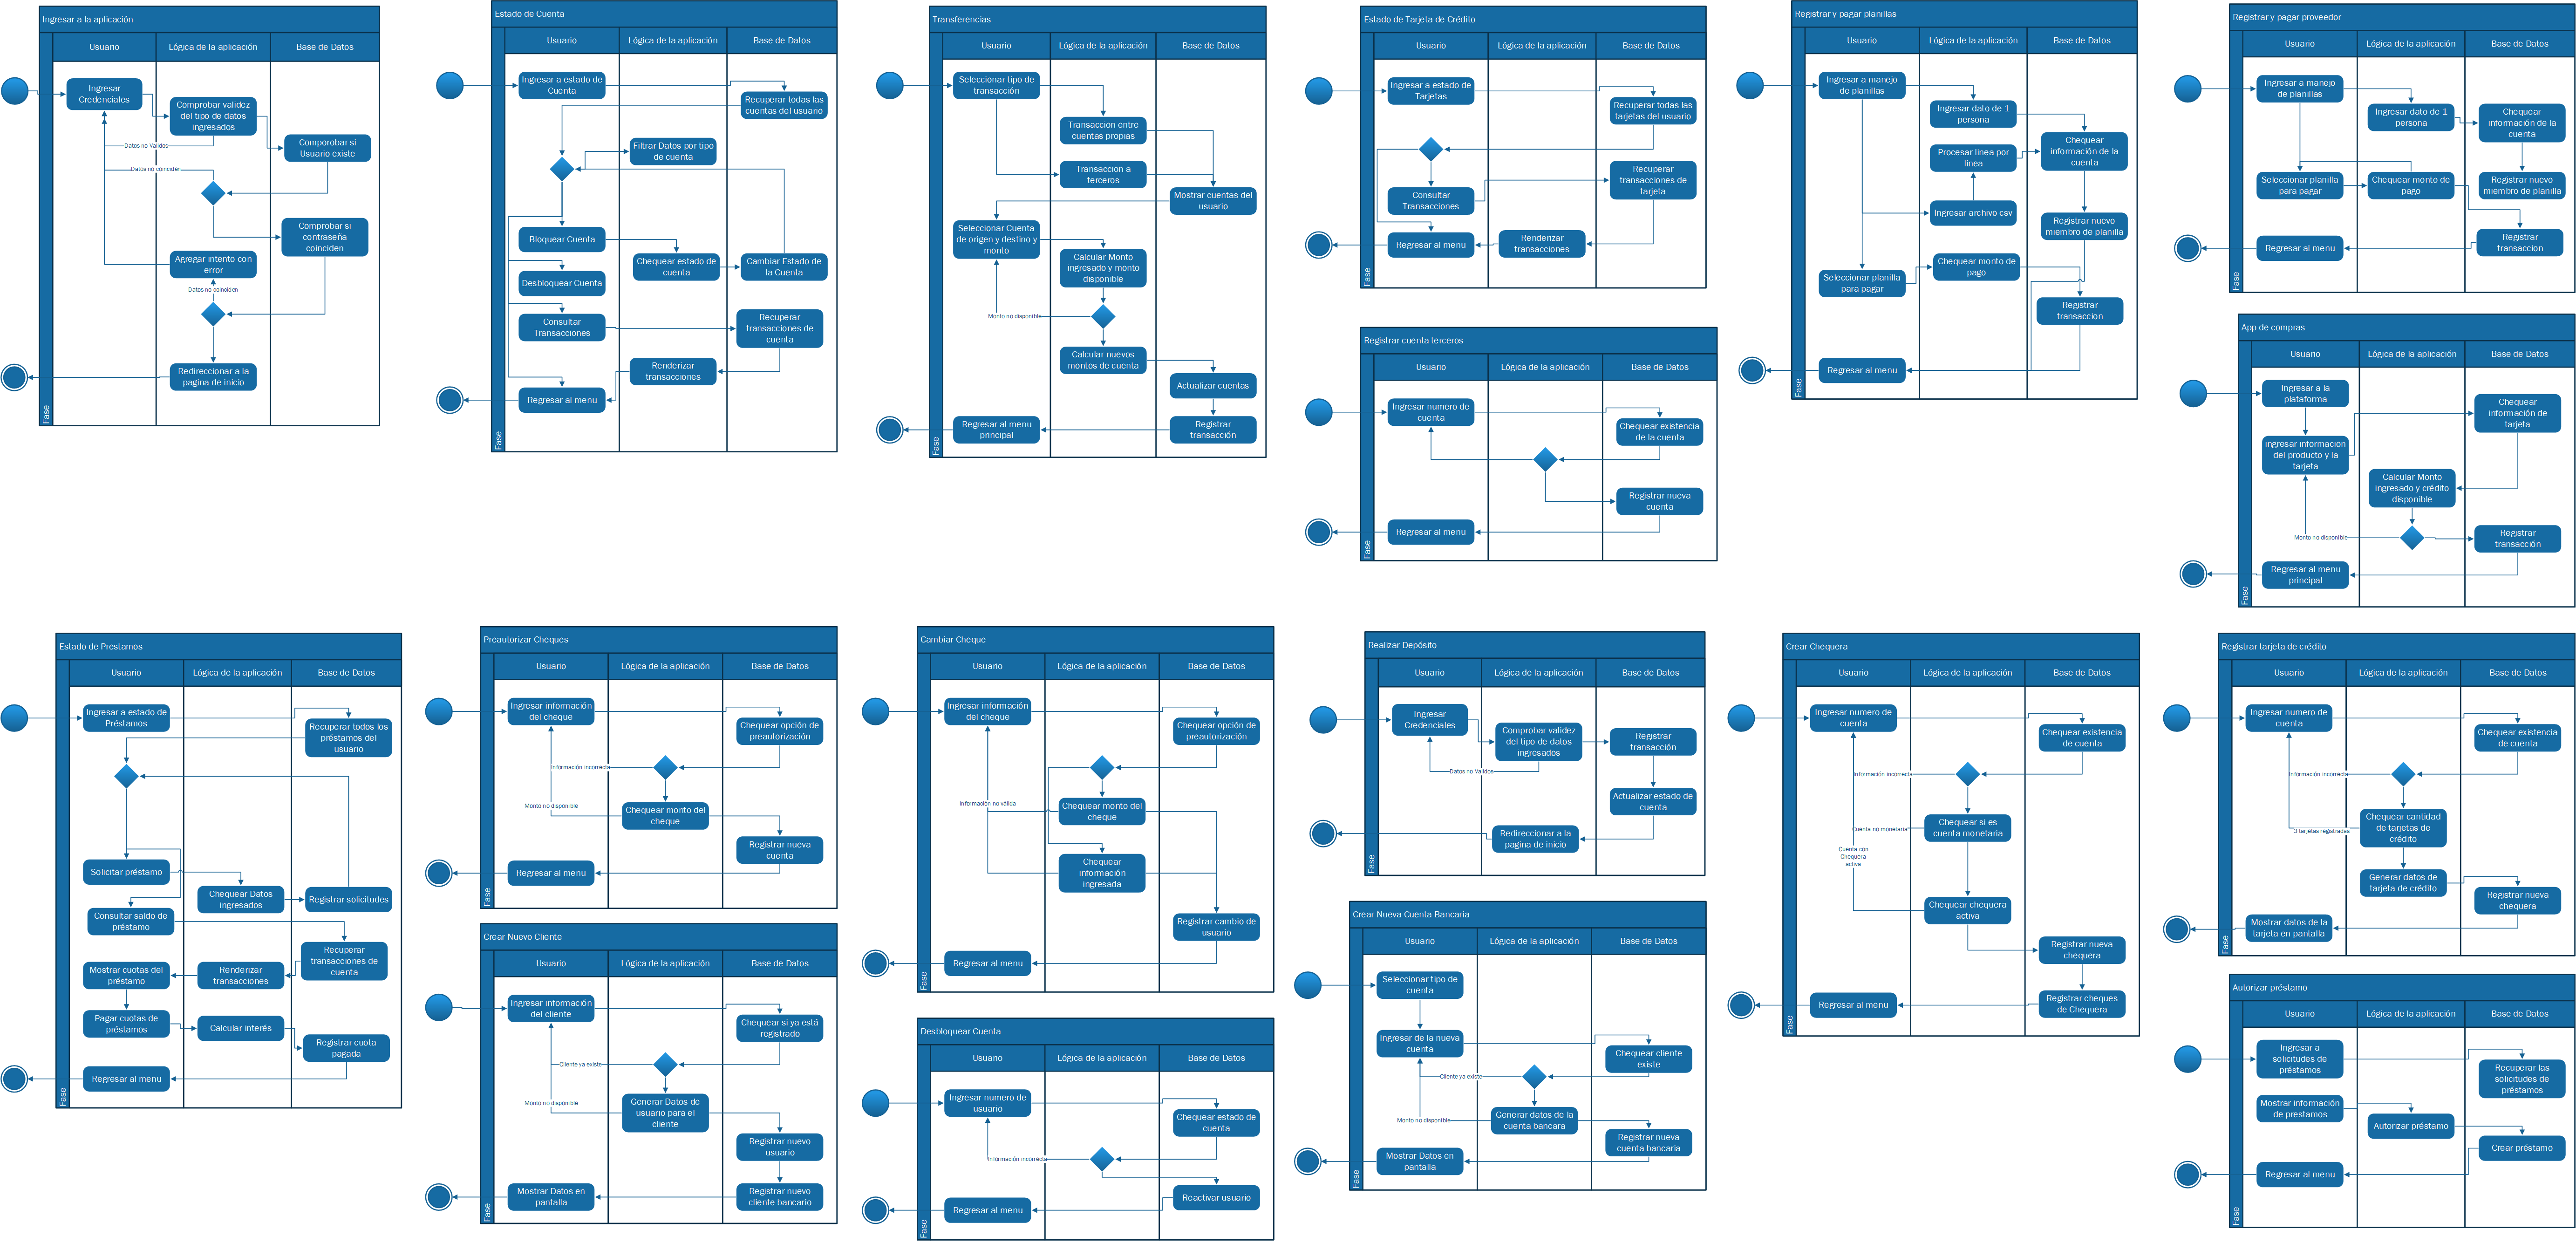 Ingresar a la aplicación
Usuario
Lógica de la aplicación
Base de Datos
Ingresar
Credenciales
Comprobar validez
del tipo de datos
ingresados
Datos no Validos
Comporobar si
Usuario existe
Datos no coinciden
Comprobar si
contraseña
coinciden
Agregar intento con
error
Datos no coinciden
Redireccionar a la
pagina de inicio
Fase
Estado de Cuenta
Usuario
Lógica de la aplicación
Base de Datos
Ingresar a estado de
Cuenta
Recuperar todas las
cuentas del usuario
Filtrar Datos por tipo
de cuenta
Bloquear Cuenta
Chequear estado de
cuenta
Cambiar Estado de
la Cuenta
Desbloquear Cuenta
Consultar
Transacciones
Recuperar
transacciones de
cuenta
Renderizar
transacciones
Regresar al menu
Fase
Transferencias
Usuario
Lógica de la aplicación
Base de Datos
Seleccionar tipo de
transacción
Transaccion entre
cuentas propias
Transaccion a
terceros
Mostrar cuentas del
usuario
Seleccionar Cuenta
de origen y destino y
monto
Calcular Monto
ingresado y monto
disponible
Monto no disponible
Calcular nuevos
montos de cuenta
Actualizar cuentas
Regresar al menu
principal
Registrar
transacción
Fase
Estado de Tarjeta de Crédito
Usuario
Lógica de la aplicación
Base de Datos
Ingresar a estado de
Tarjetas
Recuperar todas las
tarjetas del usuario
Recuperar
transacciones de
tarjeta
Consultar
Transacciones
Regresar al menu
Renderizar
transacciones
Fase
Registrar cuenta terceros
Usuario
Lógica de la aplicación
Base de Datos
Ingresar numero de
cuenta
Chequear existencia
de la cuenta
Registrar nueva
cuenta
Regresar al menu
Fase
Registrar y pagar planillas
Usuario
Lógica de la aplicación
Base de Datos
Ingresar a manejo
de planillas
Ingresar dato de 1
persona
Chequear
información de la
cuenta
Procesar linea por
linea
Ingresar archivo csv
Registrar nuevo
miembro de planilla
Chequear monto de
pago
Seleccionar planilla
para pagar
Registrar
transaccion
Regresar al menu
Fase
Registrar y pagar proveedor
Usuario
Lógica de la aplicación
Base de Datos
Ingresar a manejo
de planillas
Ingresar dato de 1
persona
Chequear
información de la
cuenta
Seleccionar planilla
para pagar
Chequear monto de
pago
Registrar nuevo
miembro de planilla
Registrar
transaccion
Regresar al menu
Fase
App de compras
Usuario
Lógica de la aplicación
Base de Datos
Ingresar a la
plataforma
Chequear
información de
tarjeta
ingresar informacion
del producto y la
tarjeta
Calcular Monto
ingresado y crédito
disponible
Monto no disponible
Registrar
transacción
Regresar al menu
principal
Fase
Estado de Prestamos
Usuario
Lógica de la aplicación
Base de Datos
Ingresar a estado de
Préstamos
Recuperar todos los
préstamos del
usuario
Solicitar préstamo
Chequear Datos
ingresados
Registrar solicitudes
Consultar saldo de
préstamo
Recuperar
transacciones de
cuenta
Mostrar cuotas del
préstamo
Renderizar
transacciones
Pagar cuotas de
préstamos
Calcular interés
Registrar cuota
pagada
Regresar al menu
Fase
Preautorizar Cheques
Usuario
Lógica de la aplicación
Base de Datos
Ingresar información
del cheque
Chequear opción de
preautorización
Información incorrecta
Monto no disponible
Chequear monto del
cheque
Registrar nueva
cuenta
Regresar al menu
Fase
Crear Nuevo Cliente
Usuario
Lógica de la aplicación
Base de Datos
Ingresar información
del cliente
Chequear si ya está
registrado
Cliente ya existe
Monto no disponible
Generar Datos de
usuario para el
cliente
Registrar nuevo
usuario
Mostrar Datos en
pantalla
Registrar nuevo
cliente bancario
Fase
Cambiar Cheque
Usuario
Lógica de la aplicación
Base de Datos
Ingresar información
del cheque
Chequear opción de
preautorización
Información no válida
Chequear monto del
cheque
Chequear
información
ingresada
Registrar cambio de
usuario
Regresar al menu
Fase
Desbloquear Cuenta
Usuario
Lógica de la aplicación
Base de Datos
Ingresar numero de
usuario
Chequear estado de
cuenta
Información incorrecta
Reactivar usuario
Regresar al menu
Fase
Realizar Depósito
Usuario
Lógica de la aplicación
Base de Datos
Ingresar
Credenciales
Comprobar validez
del tipo de datos
ingresados
Registrar
transacción
Datos no Validos
Actualizar estado de
cuenta
Redireccionar a la
pagina de inicio
Fase
Crear Nueva Cuenta Bancaria
Usuario
Lógica de la aplicación
Base de Datos
Seleccionar tipo de
cuenta
Ingresar de la nueva
cuenta
Chequear cliente
existe
Cliente ya existe
Monto no disponible
Generar datos de la
cuenta bancara
Registrar nueva
cuenta bancaria
Mostrar Datos en
pantalla
Fase
Crear Chequera
Usuario
Lógica de la aplicación
Base de Datos
Ingresar numero de
cuenta
Chequear existencia
de cuenta
Información incorrecta
Chequear si es
cuenta monetaria
Cuenta no monetaria
Cuenta con
Chequera
activa
Chequear chequera
activa
Registrar nueva
chequera
Regresar al menu
Registrar cheques
de Chequera
Fase
Registrar tarjeta de crédito
Usuario
Lógica de la aplicación
Base de Datos
Ingresar numero de
cuenta
Chequear existencia
de cuenta
Información incorrecta
Chequear cantidad
de tarjetas de
crédito
3 tarjetas registradas
Generar datos de
tarjeta de crédito
Registrar nueva
chequera
Mostrar datos de la
tarjeta en pantalla
Fase
Autorizar préstamo
Usuario
Lógica de la aplicación
Base de Datos
Ingresar a
solicitudes de
préstamos
Recuperar las
solicitudes de
préstamos
Mostrar información
de prestamos
Autorizar préstamo
Crear préstamo
Regresar al menu
Fase